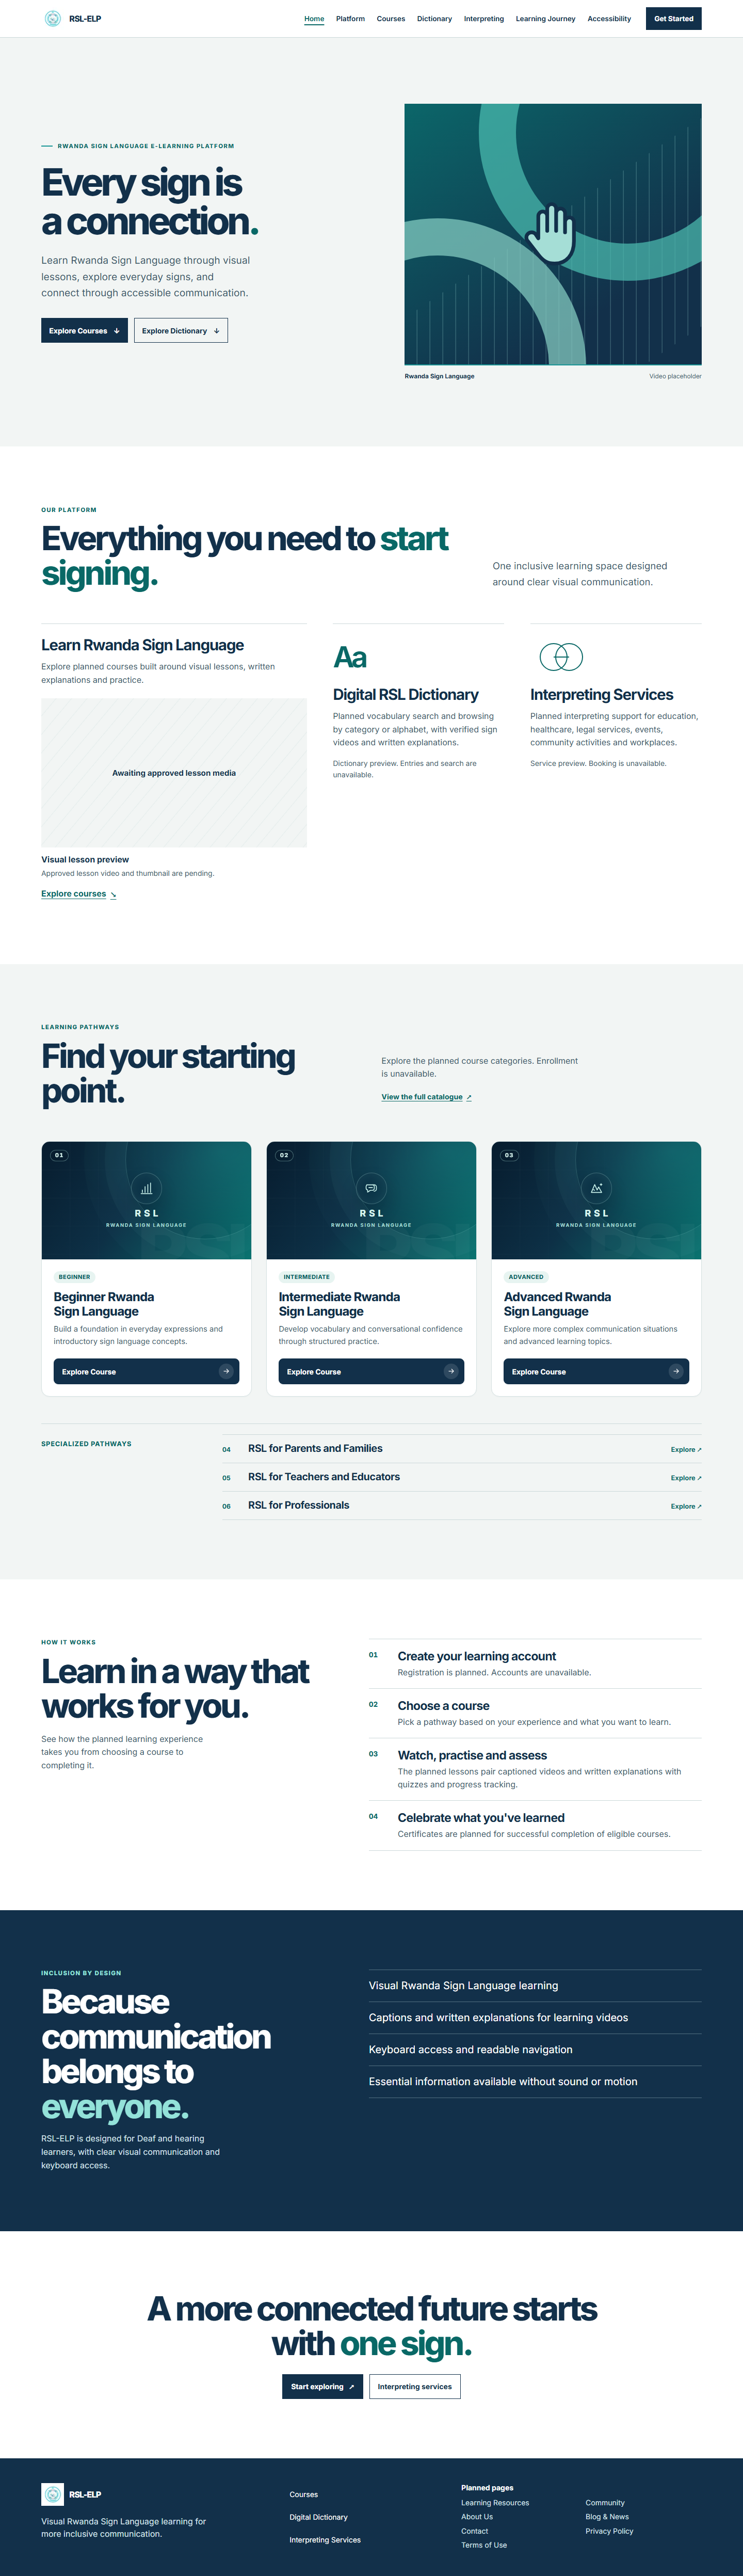 RSL-ELP
Home
Platform
Courses
Dictionary
Interpreting
Learning Journey
Accessibility
Get Started
RWANDA SIGN LANGUAGE E-LEARNING PLATFORM
Every sign is
a connection.
Learn Rwanda Sign Language through visual
lessons, explore everyday signs, and
connect through accessible communication.
Explore Courses ↓
Explore Dictionary ↓
Rwanda Sign Language
Video placeholder
OUR PLATFORM
Everything you need to start
signing.
One inclusive learning space designed
around clear visual communication.
Learn Rwanda Sign Language
Explore planned courses built around visual lessons, written
explanations and practice.
Awaiting approved lesson media
Visual lesson preview
Approved lesson video and thumbnail are pending.
Explore courses ↘
Aa
Digital RSL Dictionary
Planned vocabulary search and browsing
by category or alphabet, with verified sign
videos and written explanations.
Dictionary preview. Entries and search are
unavailable.
Interpreting Services
Planned interpreting support for education,
healthcare, legal services, events,
community activities and workplaces.
Service preview. Booking is unavailable.
LEARNING PATHWAYS
Find your starting
point.
Explore the planned course categories. Enrollment
is unavailable.
View the full catalogue ↗
01
RSL
RWANDA SIGN LANGUAGE
BEGINNER
Beginner Rwanda
Sign Language
Build a foundation in everyday expressions and
introductory sign language concepts.
Explore Course →
02
RSL
RWANDA SIGN LANGUAGE
INTERMEDIATE
Intermediate Rwanda
Sign Language
Develop vocabulary and conversational confidence
through structured practice.
Explore Course →
03
RSL
RWANDA SIGN LANGUAGE
ADVANCED
Advanced Rwanda
Sign Language
Explore more complex communication situations
and advanced learning topics.
Explore Course →
SPECIALIZED PATHWAYS
04 RSL for Parents and Families Explore ↗
05 RSL for Teachers and Educators Explore ↗
06 RSL for Professionals Explore ↗
HOW IT WORKS
Learn in a way that
works for you.
See how the planned learning experience
takes you from choosing a course to
completing it.
01 Create your learning account
Registration is planned. Accounts are unavailable.
02 Choose a course
Pick a pathway based on your experience and what you want to learn.
03 Watch, practise and assess
The planned lessons pair captioned videos and written explanations with
quizzes and progress tracking.
04 Celebrate what you've learned
Certificates are planned for successful completion of eligible courses.
INCLUSION BY DESIGN
Because
communication
belongs to
everyone.
RSL-ELP is designed for Deaf and hearing
learners, with clear visual communication and
keyboard access.
Visual Rwanda Sign Language learning
Captions and written explanations for learning videos
Keyboard access and readable navigation
Essential information available without sound or motion
A more connected future starts
with one sign.
Start exploring ↗
Interpreting services
RSL-ELP
Visual Rwanda Sign Language learning for
more inclusive communication.
Courses
Digital Dictionary
Interpreting Services
Planned pages
Learning Resources
About Us
Contact
Terms of Use
Community
Blog & News
Privacy Policy